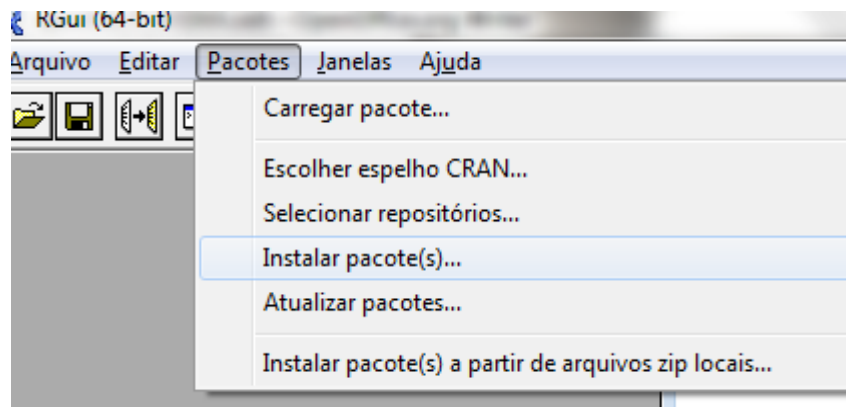 RGui (64-bit)
Arquivo Editar Pacotes Janelas Ajuda
Carregar pacote...
Escolher espelho CRAN...
Selecionar repositórios...
Instalar pacote(s)...
Atualizar pacotes...
Instalar pacote(s) a partir de arquivos zip locais...